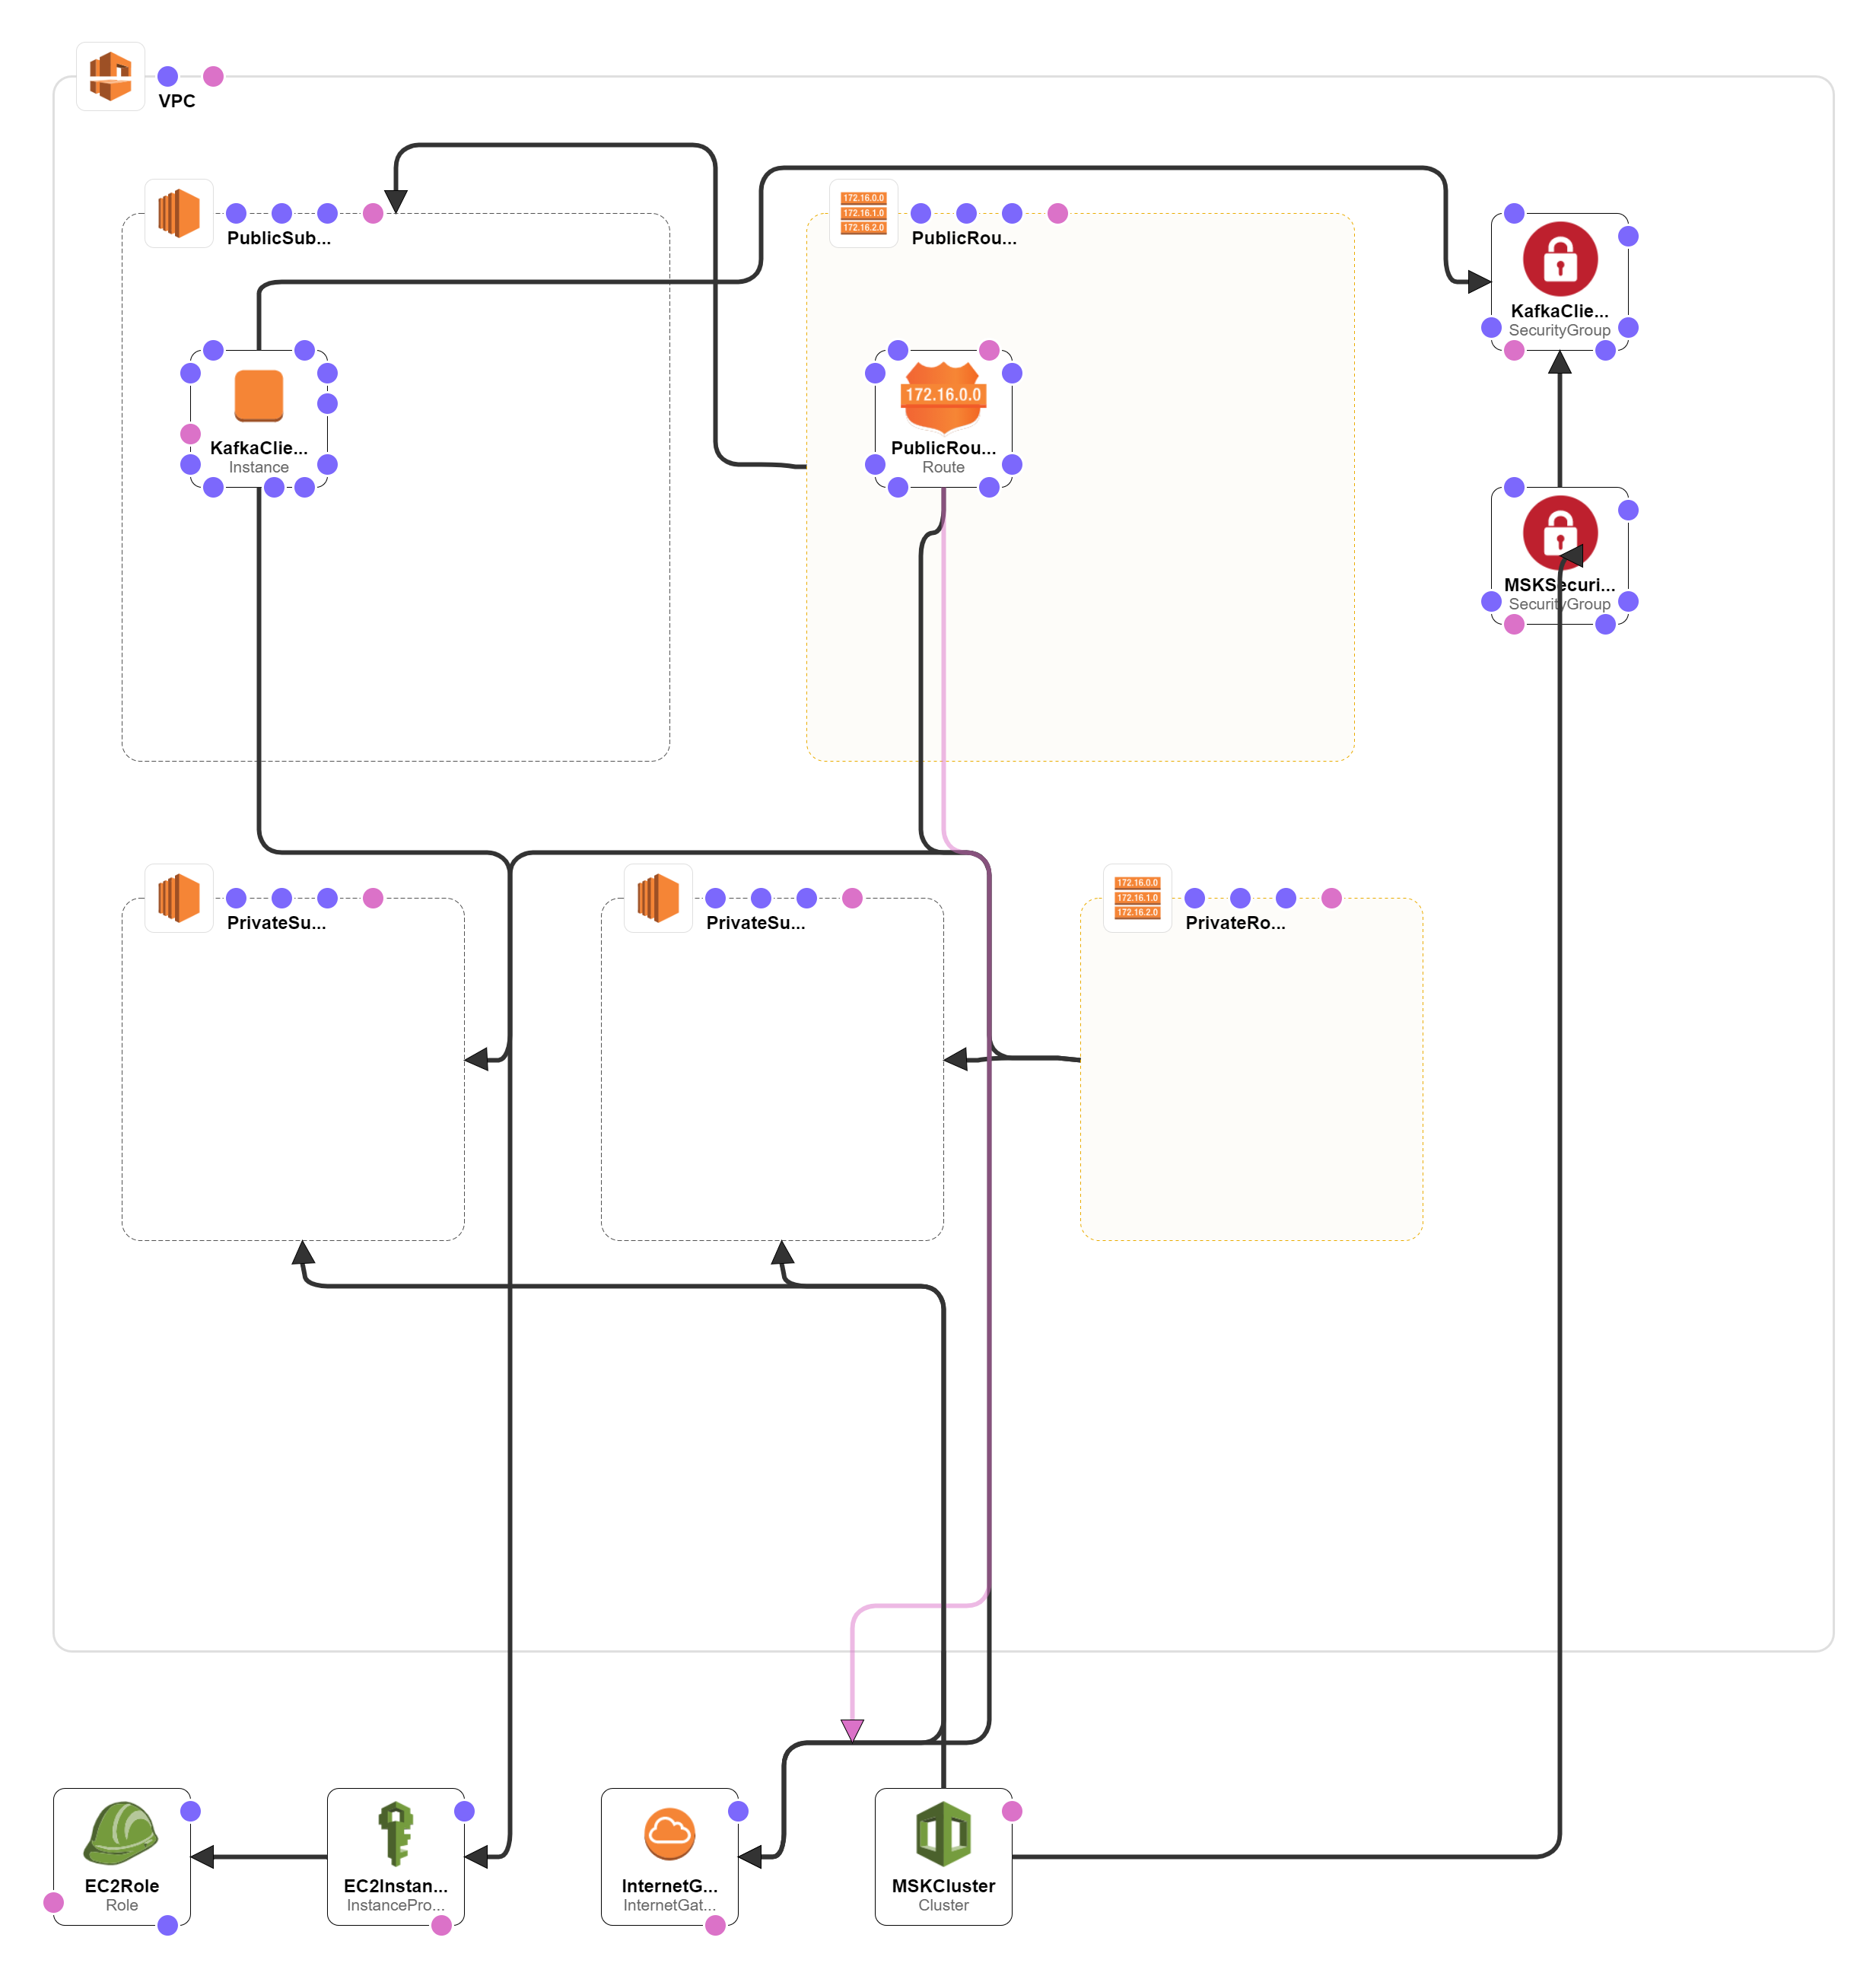 VPC
172.16.0.0
172.16.1.0
172.16.2.0
PublicSub...
PublicRou...
KafkaClie...
SecurityGroup
172.16.0.0
KafkaClie...
Instance
PublicRou...
Route
MSKSecuri...
SecurityGroup
172.16.0.0
172.16.1.0
172.16.2.0
PrivateSu...
PrivateSu...
PrivateRo...
EC2Role
Role
EC2Instan...
InstancePro...
InternetG...
InternetGat...
MSKCluster
Cluster